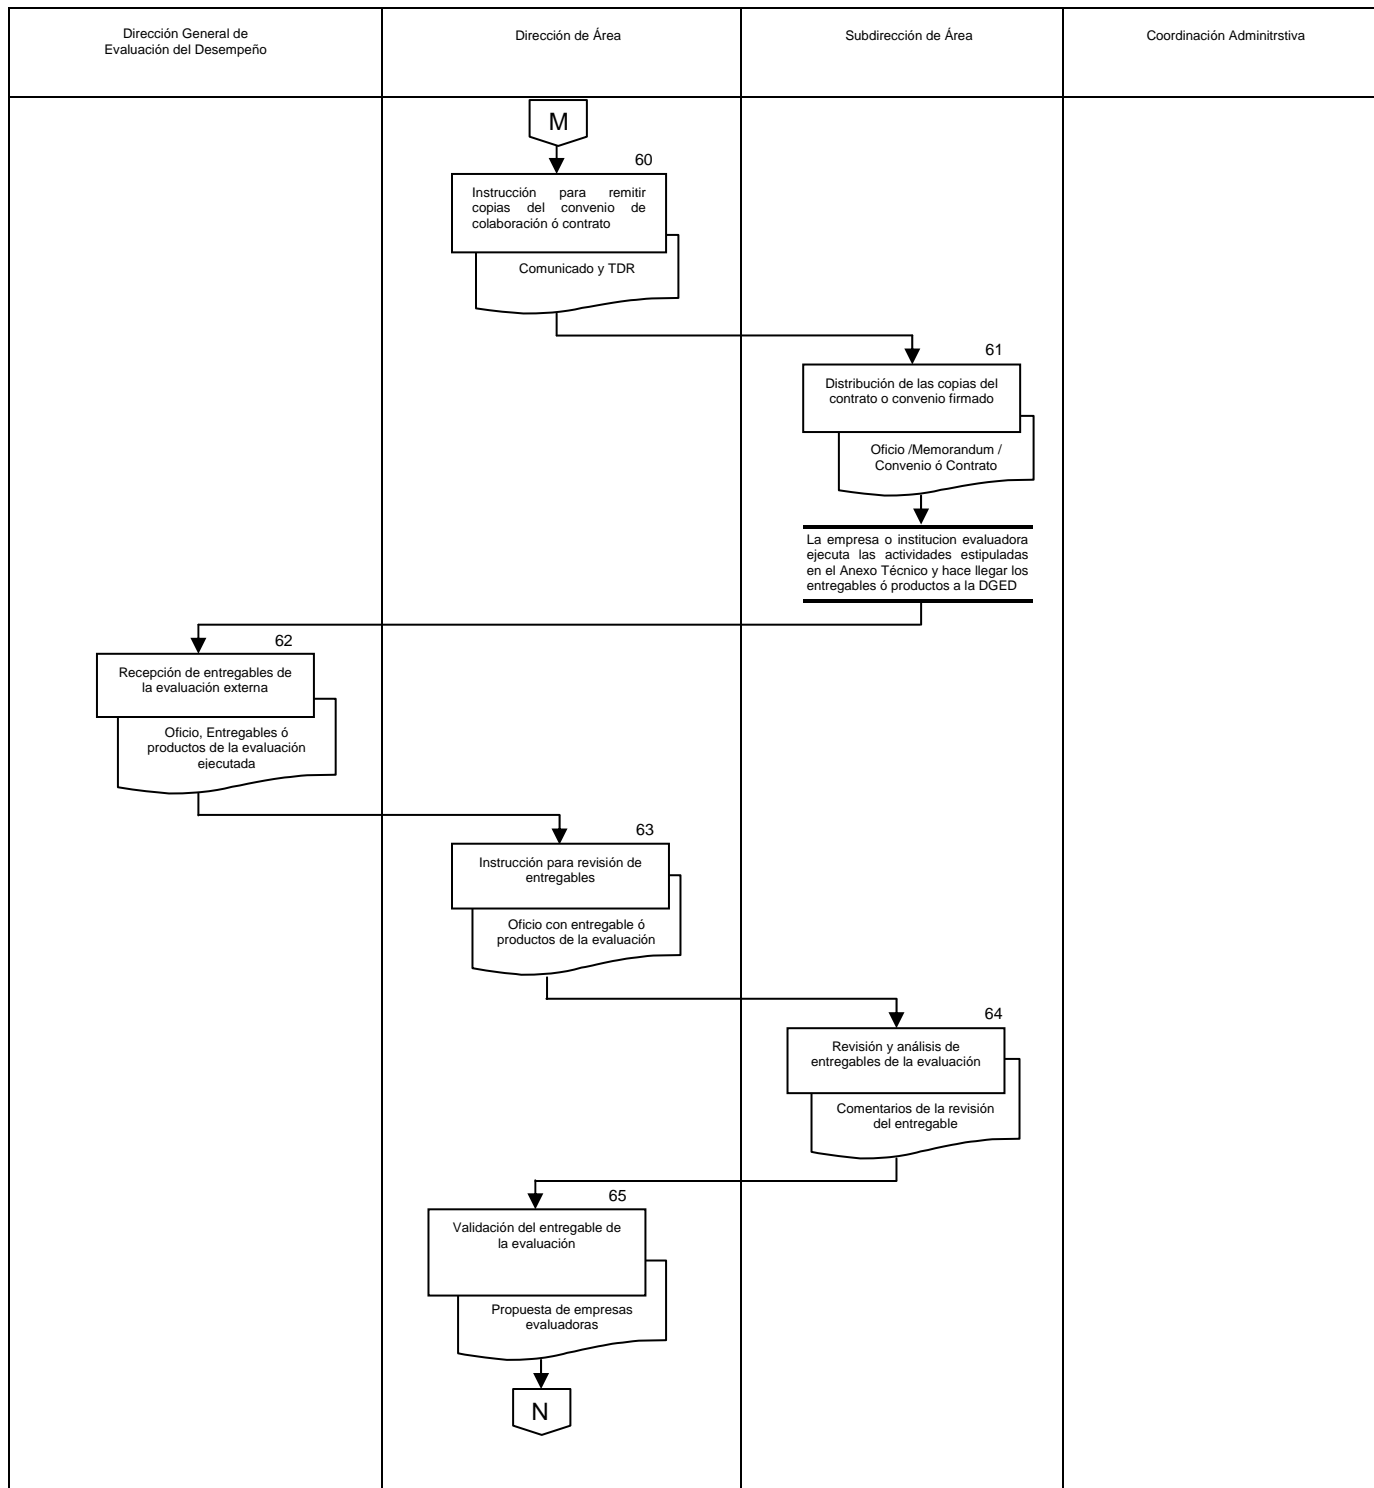 Dirección General de
Evaluación del Desempeño
Dirección de Área
Subdirección de Área
Coordinación Adminitrstiva
M
60
Instrucción para remitir
copias del convenio de
colaboración ó contrato
Comunicado y TDR
61
Distribución de las copias del
contrato o convenio firmado
Oficio /Memorandum /
Convenio ó Contrato
La empresa o institucion evaluadora
ejecuta las actividades estipuladas
en el Anexo Técnico y hace llegar los
entregables ó productos a la DGED
62
Recepción de entregables de
la evaluación externa
Oficio, Entregables ó
productos de la evaluación
ejecutada
63
Instrucción para revisión de
entregables
Oficio con entregable ó
productos de la evaluación
64
Revisión y análisis de
entregables de la evaluación
Comentarios de la revisión
del entregable
65
Validación del entregable de
la evaluación
Propuesta de empresas
evaluadoras
N